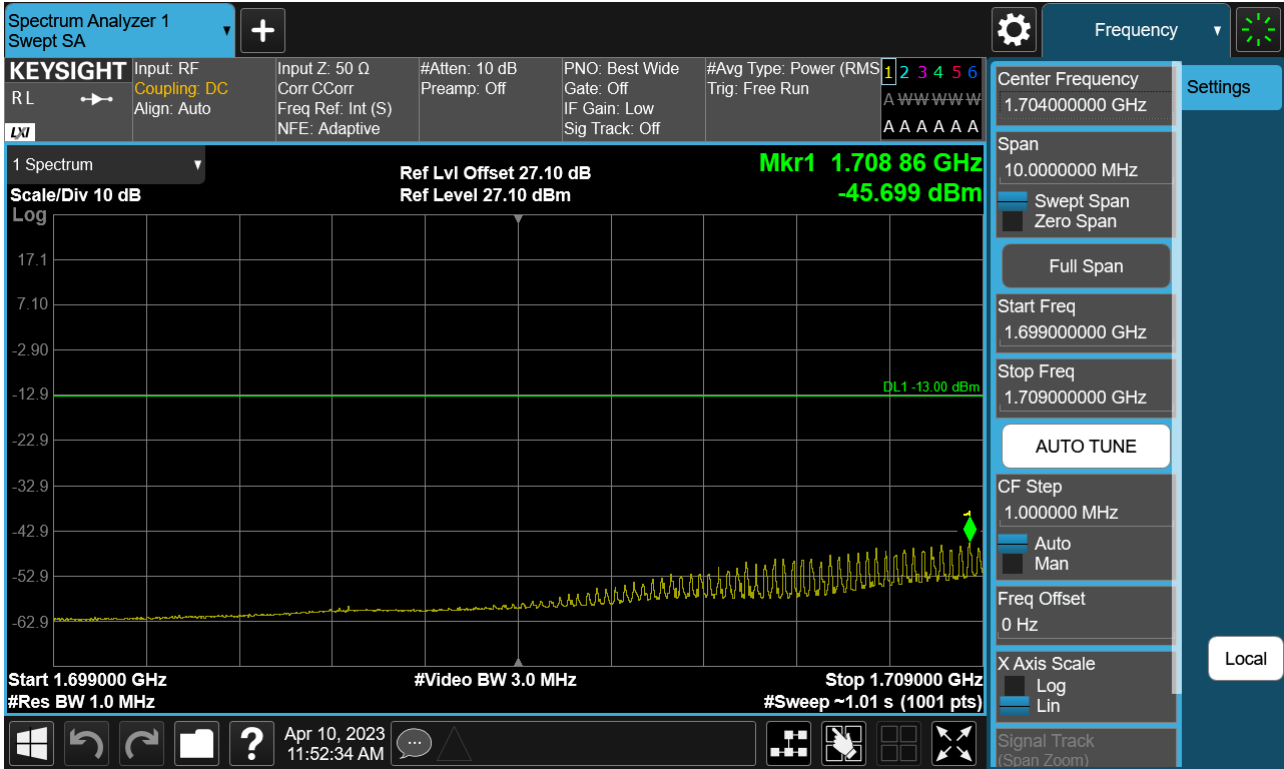 Spectrum Analyzer 1
Swept SA
+
Frequency
KEYSIGHT
R L
LXI
Input: RF
Coupling: DC
Align: Auto
Input Z: 50 Ω
Corr CCorr
Freq Ref: Int (S)
NFE: Adaptive
#Atten: 10 dB
Preamp: Off
PNO: Best Wide
Gate: Off
IF Gain: Low
Sig Track: Off
#Avg Type: Power (RMS
Trig: Free Run
1 2 3 4 5 6
A W W W W W
A A A A A A
1 Spectrum
Scale/Div 10 dB
Log
Ref Lvl Offset 27.10 dB
Ref Level 27.10 dBm
Mkr1 1.708 86 GHz
-45.699 dBm
17.1
7.10
-2.90
-12.9
-22.9
-32.9
-42.9
-52.9
-62.9
DL1 -13.00 dBm
1
Start 1.699000 GHz
#Res BW 1.0 MHz
#Video BW 3.0 MHz
Stop 1.709000 GHz
#Sweep ~1.01 s (1001 pts)
Center Frequency
1.704000000 GHz
Span
10.0000000 MHz
Swept Span
Zero Span
Full Span
Start Freq
1.699000000 GHz
Stop Freq
1.709000000 GHz
AUTO TUNE
CF Step
1.000000 MHz
Auto
Man
Freq Offset
0 Hz
X Axis Scale
Log
Lin
Signal Track
(Span Zoom)
Settings
Local
?
Apr 10, 2023
11:52:34 AM